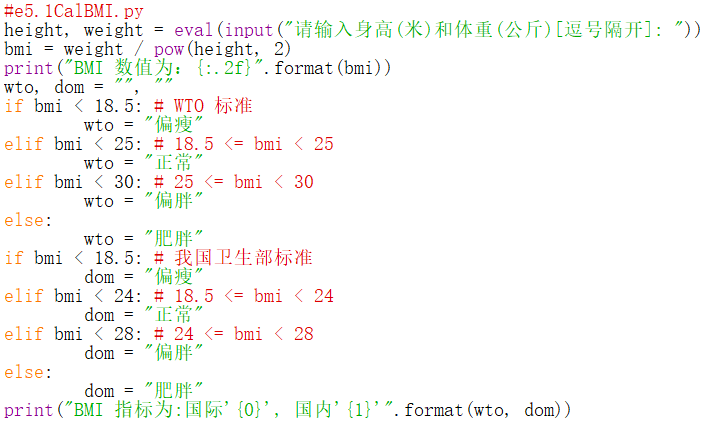 #e5.1CalBMI.py
height, weight = eval(input("请输入身高(米)和体重(公斤)[逗号隔开]: "))
bmi = weight / pow(height, 2)
print("BMI 数值为：{:.2f}".format(bmi))
wto, dom = "", ""
if bmi < 18.5: # WTO 标准
        wto = "偏瘦"
elif bmi < 25: # 18.5 <= bmi < 25
        wto = "正常"
elif bmi < 30: # 25 <= bmi < 30
        wto = "偏胖"
else:
        wto = "肥胖"
if bmi < 18.5: # 我国卫生部标准
        dom = "偏瘦"
elif bmi < 24: # 18.5 <= bmi < 24
        dom = "正常"
elif bmi < 28: # 24 <= bmi < 28
        dom = "偏胖"
else:
        dom = "肥胖"
print("BMI 指标为:国际'{0}', 国内'{1}'".format(wto, dom))